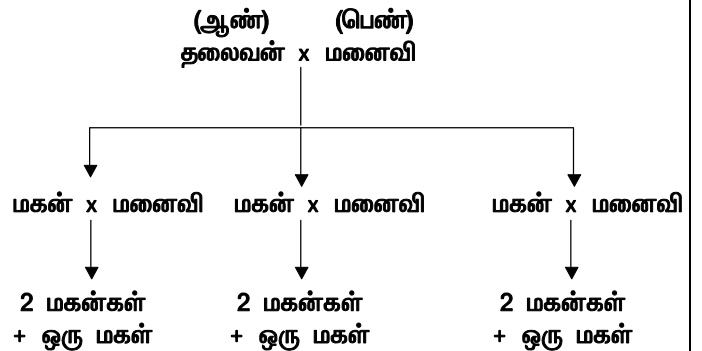 (ஆண்) (பெண்)
தலைவன் x மனைவி
மகன் x மனைவி மகன் x மனைவி மகன் x மனைவி
2 மகன்கள் 2 மகன்கள் 2 மகன்கள்
+ ஒரு மகள் + ஒரு மகள் + ஒரு மகள்